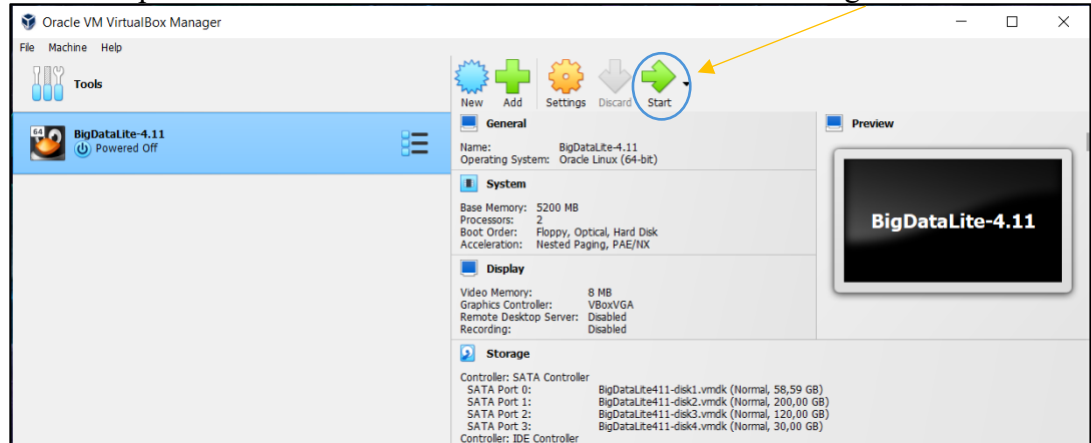 Oracle VM VirtualBox Manager
File Machine Help
Tools
New Add Settings Discard Start
64
BigDataLite-4.11
Powered Off
General
Name: BigDataLite-4.11
Operating System: Oracle Linux (64-bit)
System
Base Memory: 5200 MB
Processors: 2
Boot Order: Floppy, Optical, Hard Disk
Acceleration: Nested Paging, PAE/NX
Display
Video Memory: 8 MB
Graphics Controller: VBoxVGA
Remote Desktop Server: Disabled
Recording: Disabled
Storage
Controller: SATA Controller
SATA Port 0: BigDataLite411-disk1.vmdk (Normal, 58,59 GB)
SATA Port 1: BigDataLite411-disk2.vmdk (Normal, 200,00 GB)
SATA Port 2: BigDataLite411-disk3.vmdk (Normal, 120,00 GB)
SATA Port 3: BigDataLite411-disk4.vmdk (Normal, 30,00 GB)
Controller: IDE Controller
Preview
BigDataLite-4.11